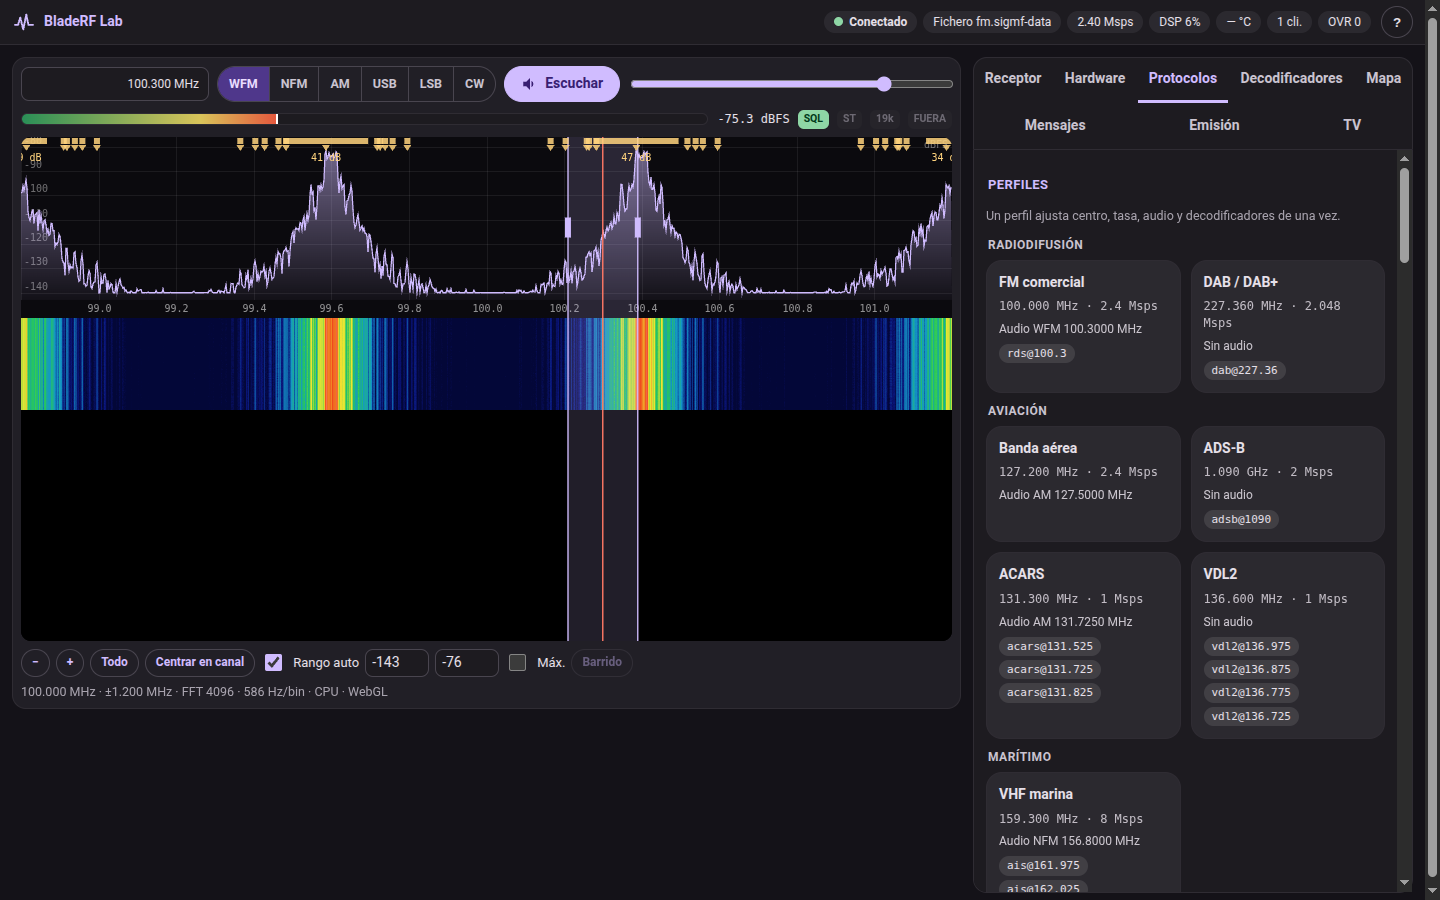 BladeRF Lab
Conectado
Fichero fm.sigmf-data
2.40 Msps
DSP 6%
— °C
1 cli.
OVR 0
?
100.300 MHz
WFM
NFM
AM
USB
LSB
CW
Escuchar
-75.3 dBFS
SQL
ST
19k
FUERA
41 dB
47 dB
34
-90
-100
-120
-130
-140
99.0
99.2
99.4
99.6
99.8
100.0
100.2
100.4
100.6
100.8
101.0
−
+
Todo
Centrar en canal
Rango auto
-143
-76
Máx.
Barrido
100.000 MHz · ±1.200 MHz · FFT 4096 · 586 Hz/bin · CPU · WebGL
Receptor
Hardware
Protocolos
Decodificadores
Mapa
Mensajes
Emisión
TV
PERFILES
Un perfil ajusta centro, tasa, audio y decodificadores de una vez.
RADIODIFUSIÓN
FM comercial
100.000 MHz · 2.4 Msps
Audio WFM 100.3000 MHz
rds@100.3
DAB / DAB+
227.360 MHz · 2.048
Msps
Sin audio
dab@227.36
AVIACIÓN
Banda aérea
127.200 MHz · 2.4 Msps
Audio AM 127.5000 MHz
ADS-B
1.090 GHz · 2 Msps
Sin audio
adsb@1090
ACARS
131.300 MHz · 1 Msps
Audio AM 131.7250 MHz
acars@131.525
acars@131.725
acars@131.825
VDL2
136.600 MHz · 1 Msps
Sin audio
vdl2@136.975
vdl2@136.875
vdl2@136.775
vdl2@136.725
MARÍTIMO
VHF marina
159.300 MHz · 8 Msps
Audio NFM 156.8000 MHz
ais@161.975
ais@162.025